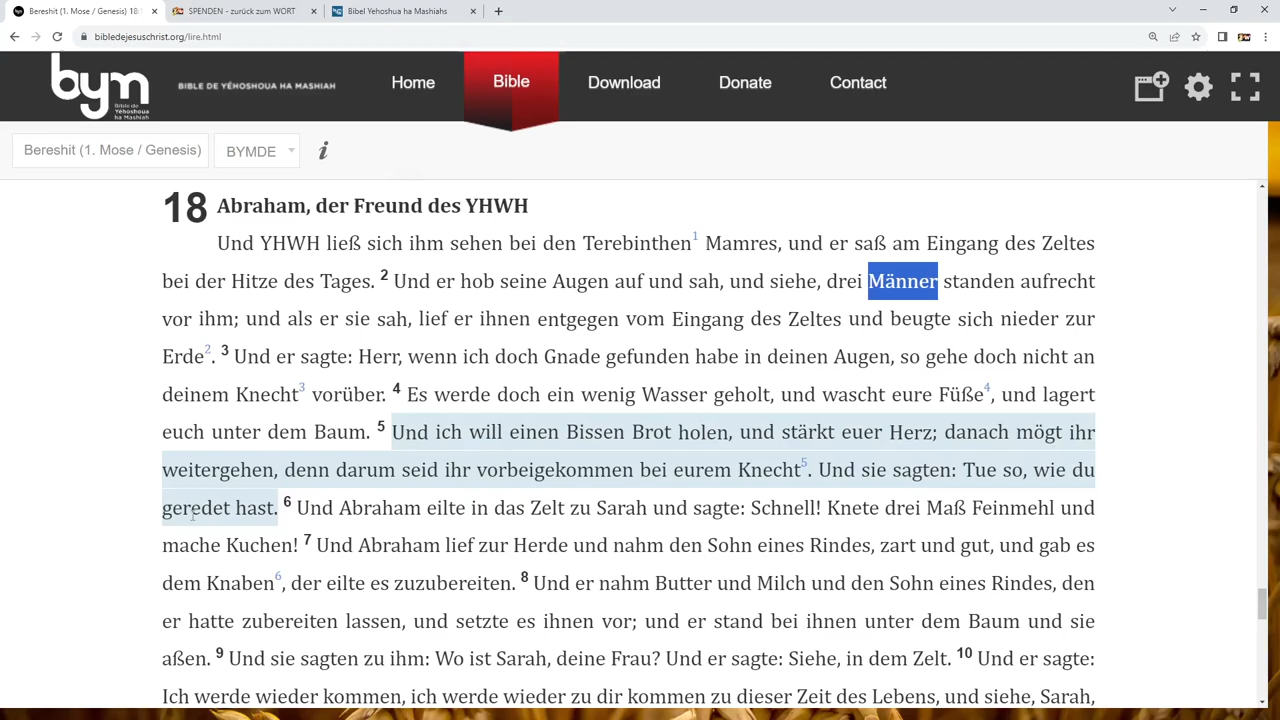 Bereshit (1. Mose / Genesis) 18:
SPENDEN - zurück zum WORT
Bibel Yehoshua ha Mashiahs
bibledejesuschrist.org/lire.html
bym
Bible de
Yéhoshoua
ha Mashiah
BIBLE DE YÉHOSHOUA HA MASHIAH
Home
Bible
Download
Donate
Contact
Bereshit (1. Mose / Genesis)
BYMDE
i
18 Abraham, der Freund des YHWH
Und YHWH ließ sich ihm sehen bei den Terebinthen1 Mamres, und er saß am Eingang des Zeltes
bei der Hitze des Tages. 2 Und er hob seine Augen auf und sah, und siehe, drei Männer standen aufrecht
vor ihm; und als er sie sah, lief er ihnen entgegen vom Eingang des Zeltes und beugte sich nieder zur
Erde2. 3 Und er sagte: Herr, wenn ich doch Gnade gefunden habe in deinen Augen, so gehe doch nicht an
deinem Knecht3 vorüber. 4 Es werde doch ein wenig Wasser geholt, und wascht eure Füße4, und lagert
euch unter dem Baum. 5 Und ich will einen Bissen Brot holen, und stärkt euer Herz; danach mögt ihr
weitergehen, denn darum seid ihr vorbeigekommen bei eurem Knecht5. Und sie sagten: Tue so, wie du
geredet hast. 6 Und Abraham eilte in das Zelt zu Sarah und sagte: Schnell! Knete drei Maß Feinmehl und
mache Kuchen! 7 Und Abraham lief zur Herde und nahm den Sohn eines Rindes, zart und gut, und gab es
dem Knaben6, der eilte es zuzubereiten. 8 Und er nahm Butter und Milch und den Sohn eines Rindes, den
er hatte zubereiten lassen, und setzte es ihnen vor; und er stand bei ihnen unter dem Baum und sie
aßen. 9 Und sie sagten zu ihm: Wo ist Sarah, deine Frau? Und er sagte: Siehe, in dem Zelt. 10 Und er sagte:
Ich werde wieder kommen, ich werde wieder zu dir kommen zu dieser Zeit des Lebens, und siehe, Sarah,